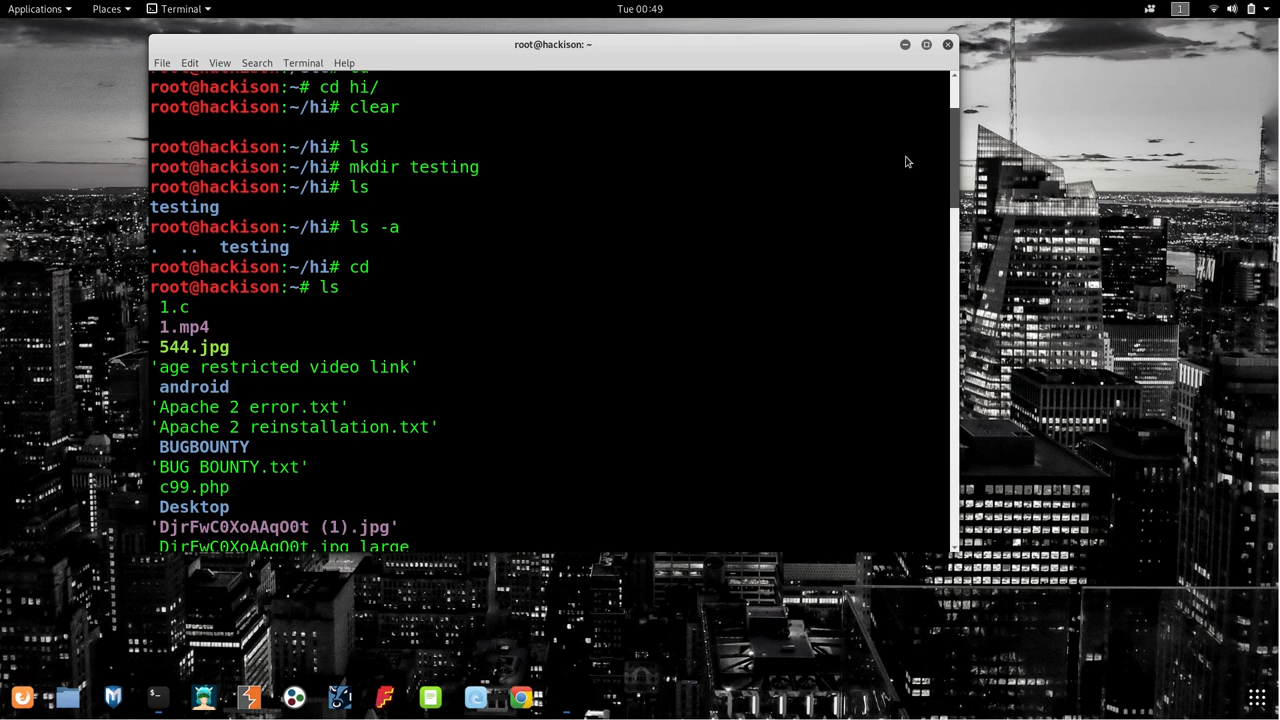 Applications Places Terminal Tue 00:49 1
root@hackison: ~
File Edit View Search Terminal Help
root@hackison:~# cd hi/
root@hackison:~/hi# clear
root@hackison:~/hi# ls
root@hackison:~/hi# mkdir testing
root@hackison:~/hi# ls
testing
root@hackison:~/hi# ls -a
. .. testing
root@hackison:~/hi# cd
root@hackison:~# ls
1.c
1.mp4
544.jpg
'age restricted video link'
android
'Apache 2 error.txt'
'Apache 2 reinstallation.txt'
BUGBOUNTY
'BUG BOUNTY.txt'
c99.php
Desktop
'DjrFwC0XoAAqO0t (1).jpg'
DjrFwC0XoAAqO0t.jpg large